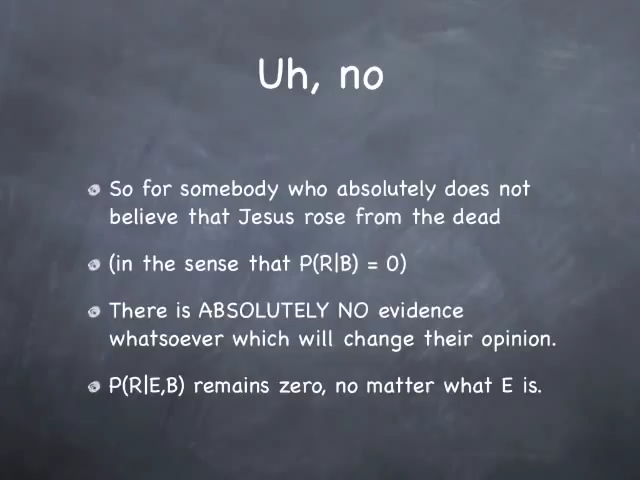 Uh, no
So for somebody who absolutely does not
believe that Jesus rose from the dead
(in the sense that P(R|B) = 0)
There is ABSOLUTELY NO evidence
whatsoever which will change their opinion.
P(R|E,B) remains zero, no matter what E is.